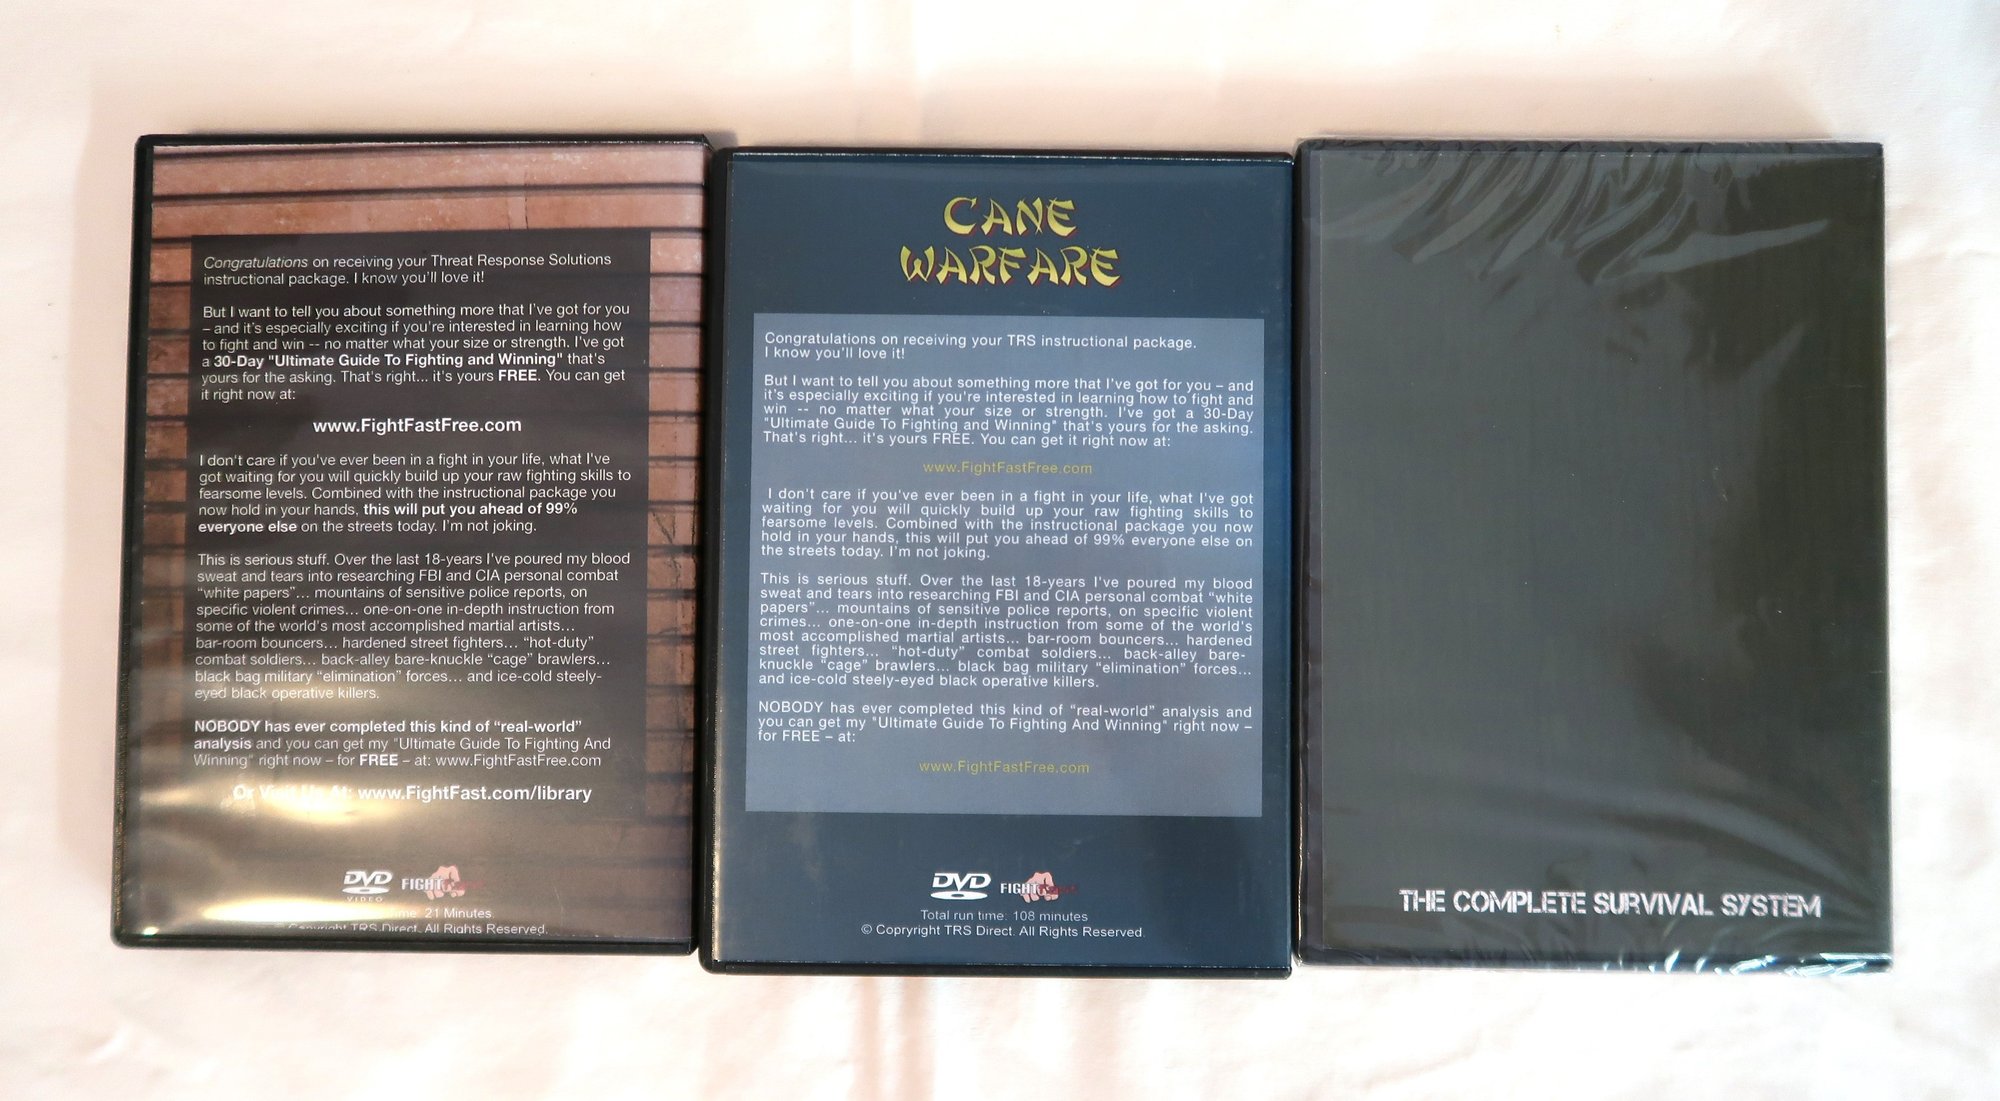 Congratulations on receiving your Threat Response Solutions
instructional package. I know you'll love it!
But I want to tell you about something more that I've got for you
– and it's especially exciting if you're interested in learning how
to fight and win -- no matter what your size or strength. I've got
a 30-Day "Ultimate Guide To Fighting and Winning" that's
yours for the asking. That's right... it's yours FREE. You can get
it right now at:
www.FightFastFree.com
I don't care if you've ever been in a fight in your life, what I've
got waiting for you will quickly build up your raw fighting skills to
fearsome levels. Combined with the instructional package you
now hold in your hands, this will put you ahead of 99%
everyone else on the streets today. I'm not joking.
This is serious stuff. Over the last 18-years I've poured my blood
sweat and tears into researching FBI and CIA personal combat
“white papers”... mountains of sensitive police reports, on
specific violent crimes... one-on-one in-depth instruction from
some of the world's most accomplished martial artists...
bar-room bouncers... hardened street fighters... “hot-duty”
combat soldiers... back-alley bare-knuckle “cage” brawlers...
black bag military “elimination” forces... and ice-cold steely-
eyed black operative killers.
NOBODY has ever completed this kind of “real-world”
analysis and you can get my "Ultimate Guide To Fighting And
Winning" right now – for FREE – at: www.FightFastFree.com
Or Visit Us At: www.FightFast.com/library
DVD
VIDEO
FIGHT FAST
time: 21 Minutes.
Copyright TRS Direct. All Rights Reserved.
CANE
WARFARE
Congratulations on receiving your TRS instructional package.
I know you'll love it!
But I want to tell you about something more that I've got for you – and
it's especially exciting if you're interested in learning how to fight and
win -- no matter what your size or strength. I've got a 30-Day
"Ultimate Guide To Fighting and Winning" that's yours for the asking.
That's right... it's yours FREE. You can get it right now at:
www.FightFastFree.com
I don't care if you've ever been in a fight in your life, what I've got
waiting for you will quickly build up your raw fighting skills to
fearsome levels. Combined with the instructional package you now
hold in your hands, this will put you ahead of 99% everyone else on
the streets today. I'm not joking.
This is serious stuff. Over the last 18-years I've poured my blood
sweat and tears into researching FBI and CIA personal combat “white
papers”... mountains of sensitive police reports, on specific violent
crimes... one-on-one in-depth instruction from some of the world's
most accomplished martial artists... bar-room bouncers... hardened
street fighters... “hot-duty” combat soldiers... back-alley bare-
knuckle “cage” brawlers... black bag military “elimination” forces...
and ice-cold steely-eyed black operative killers.
NOBODY has ever completed this kind of “real-world” analysis and
you can get my "Ultimate Guide To Fighting And Winning" right now –
for FREE – at:
www.FightFastFree.com
DVD
FIGHT FAST
Total run time: 108 minutes
© Copryright TRS Direct. All Rights Reserved.
THE COMPLETE SURVIVAL SYSTEM